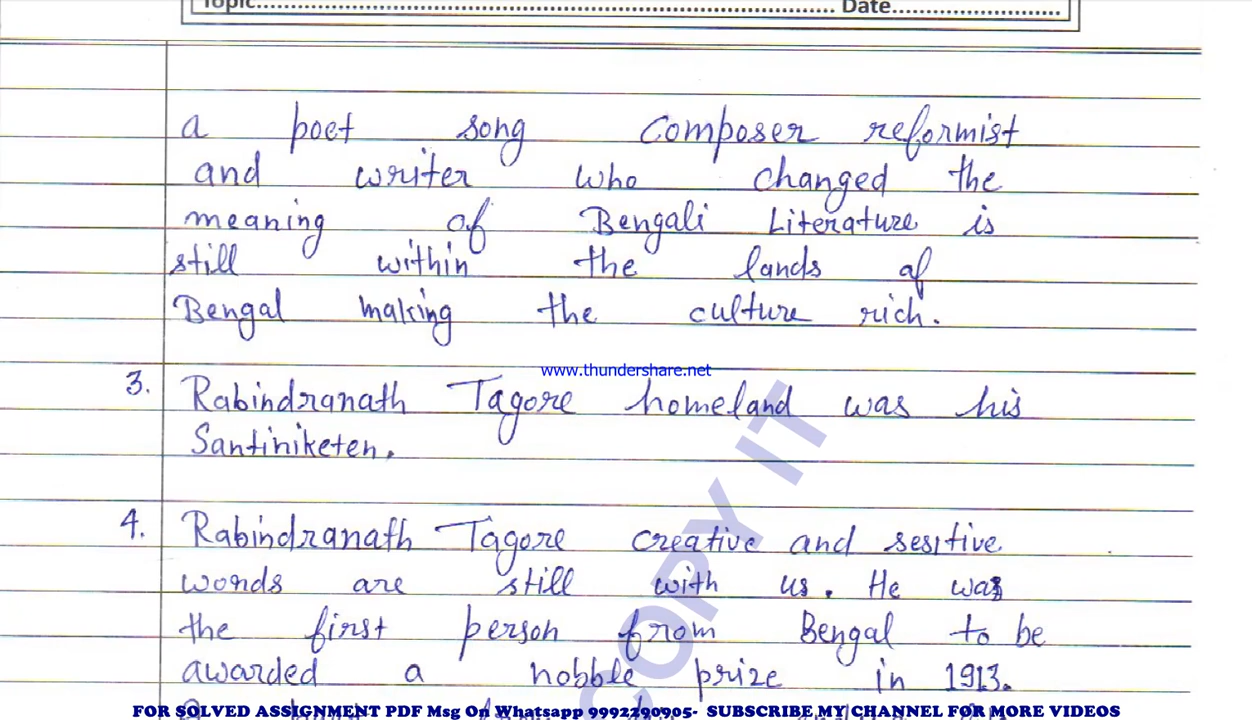 Topic.................................................................................... Date.........................
a poet song composer reformist
and writer who changed the
meaning of Bengali Literature is
still within the lands of
Bengal making the culture rich.
www.thundershare.net
3. Rabindranath Tagore homeland was his
Santiniketen.
4. Rabindranath Tagore creative and sesitive
words are still with us. He was
the first person from Bengal to be
awarded a nobble prize in 1913.
COPY IT
FOR SOLVED ASSIGNMENT PDF Msg On Whatsapp 9992290905- SUBSCRIBE MY CHANNEL FOR MORE VIDEOS